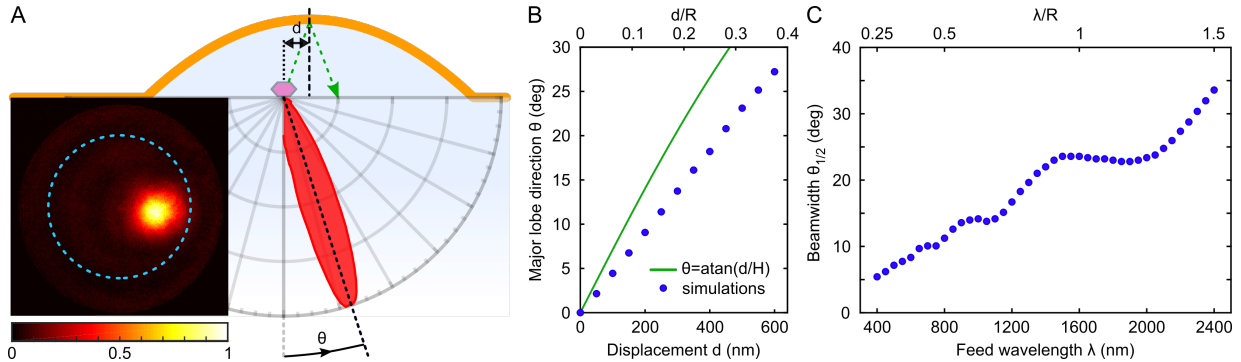 A
d
θ
0
0.5
1
B
d/R
0
0.1
0.2
0.3
0.4
Major lobe direction θ (deg)
30
25
20
15
10
5
0
θ=atan(d/H)
simulations
0
200
400
600
Displacement d (nm)
C
λ/R
0.25
0.5
1
1.5
Beamwidth θ1/2 (deg)
40
30
20
10
0
400
800
1200
1600
2000
2400
Feed wavelength λ (nm)